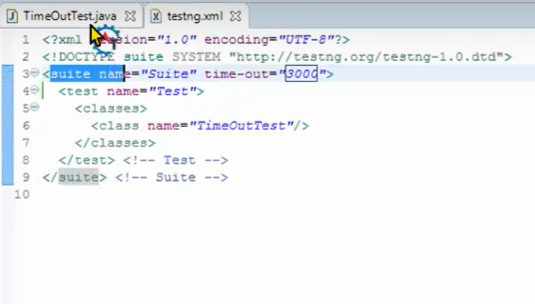 TimeOutTest.java testng.xml
1 <?xml version="1.0" encoding="UTF-8"?>
2 <!DOCTYPE suite SYSTEM "http://testng.org/testng-1.0.dtd">
3 <suite name="Suite" time-out="3000">
4 <test name="Test">
5 <classes>
6 <class name="TimeOutTest"/>
7 </classes>
8 </test> <!-- Test -->
9 </suite> <!-- Suite -->
10